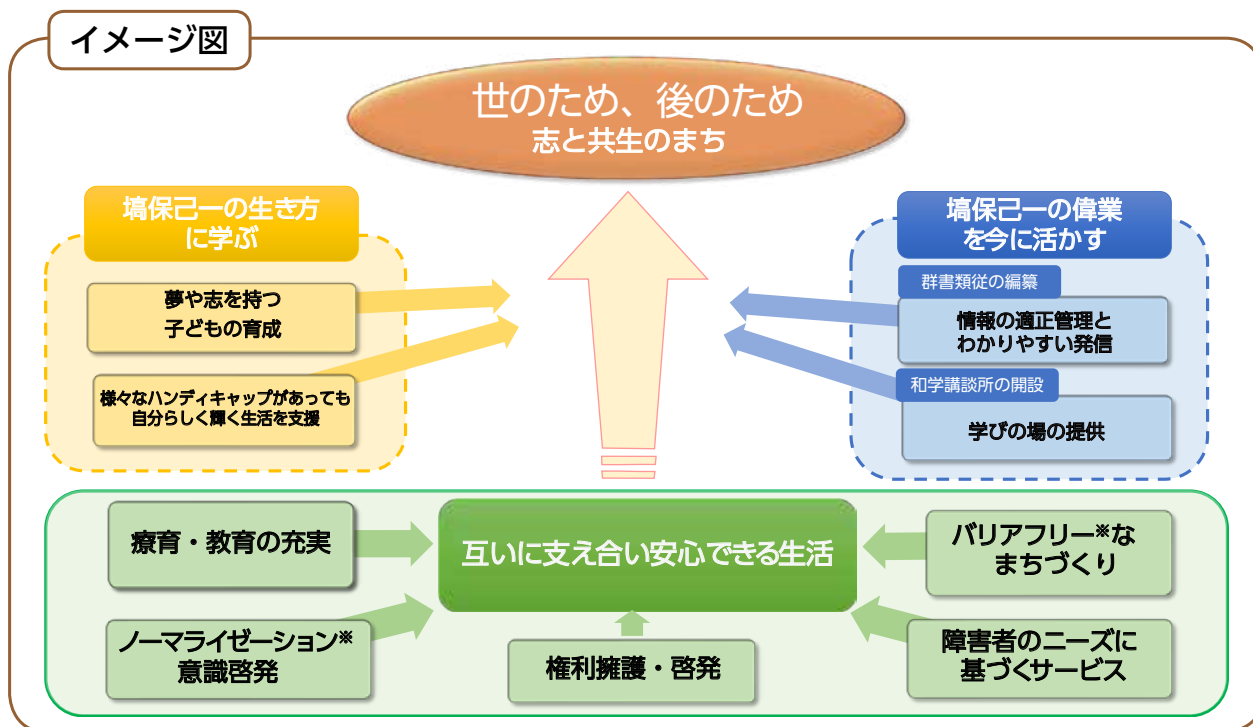 イメージ図
世のため、後のため
志と共生のまち
塙保己一の生き方
に学ぶ
夢や志を持つ
子どもの育成
様々なハンディキャップがあっても
自分らしく輝く生活を支援
塙保己一の偉業
を今に活かす
群書類従の編纂
情報の適正管理と
わかりやすい発信
和学講談所の開設
学びの場の提供
療育・教育の充実
互いに支え合い安心できる生活
バリアフリー※な
まちづくり
ノーマライゼーション※
意識啓発
権利擁護・啓発
障害者のニーズに
基づくサービス